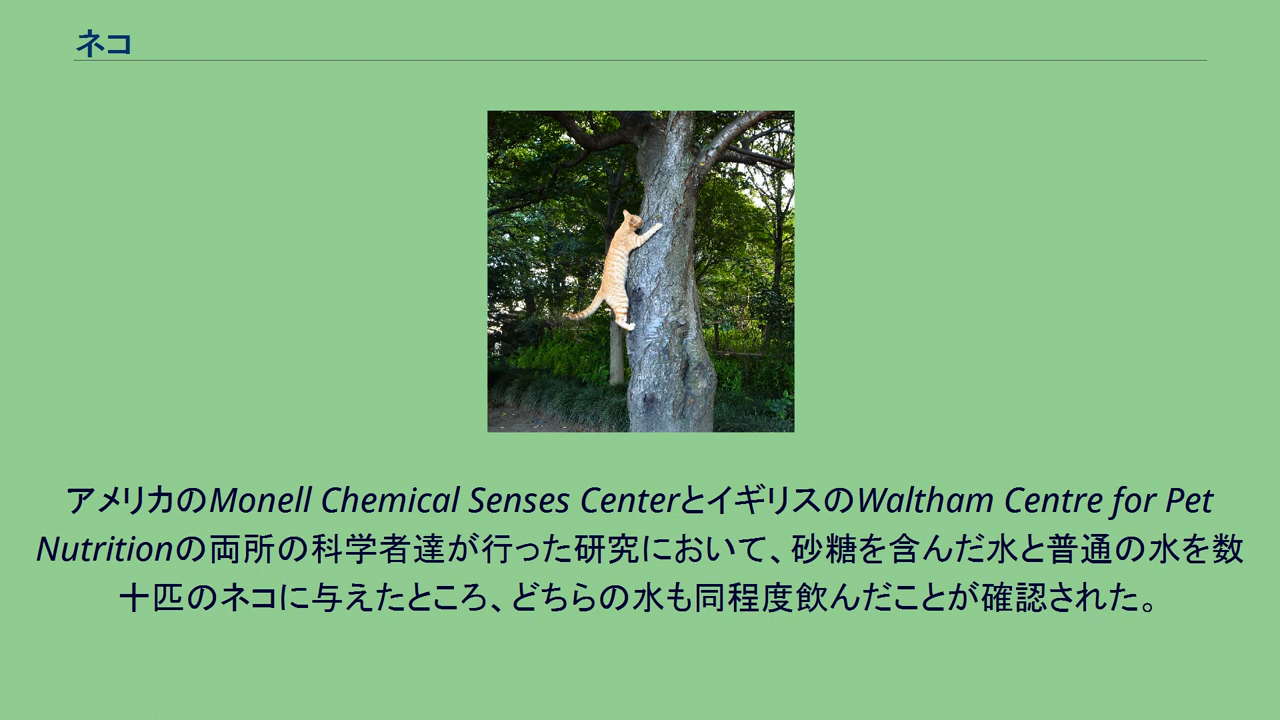 ネコ
アメリカのMonell Chemical Senses CenterとイギリスのWaltham Centre for Pet
Nutritionの両所の科学者達が行った研究において、砂糖を含んだ水と普通の水を数
十匹のネコに与えたところ、どちらの水も同程度飲んだことが確認された。